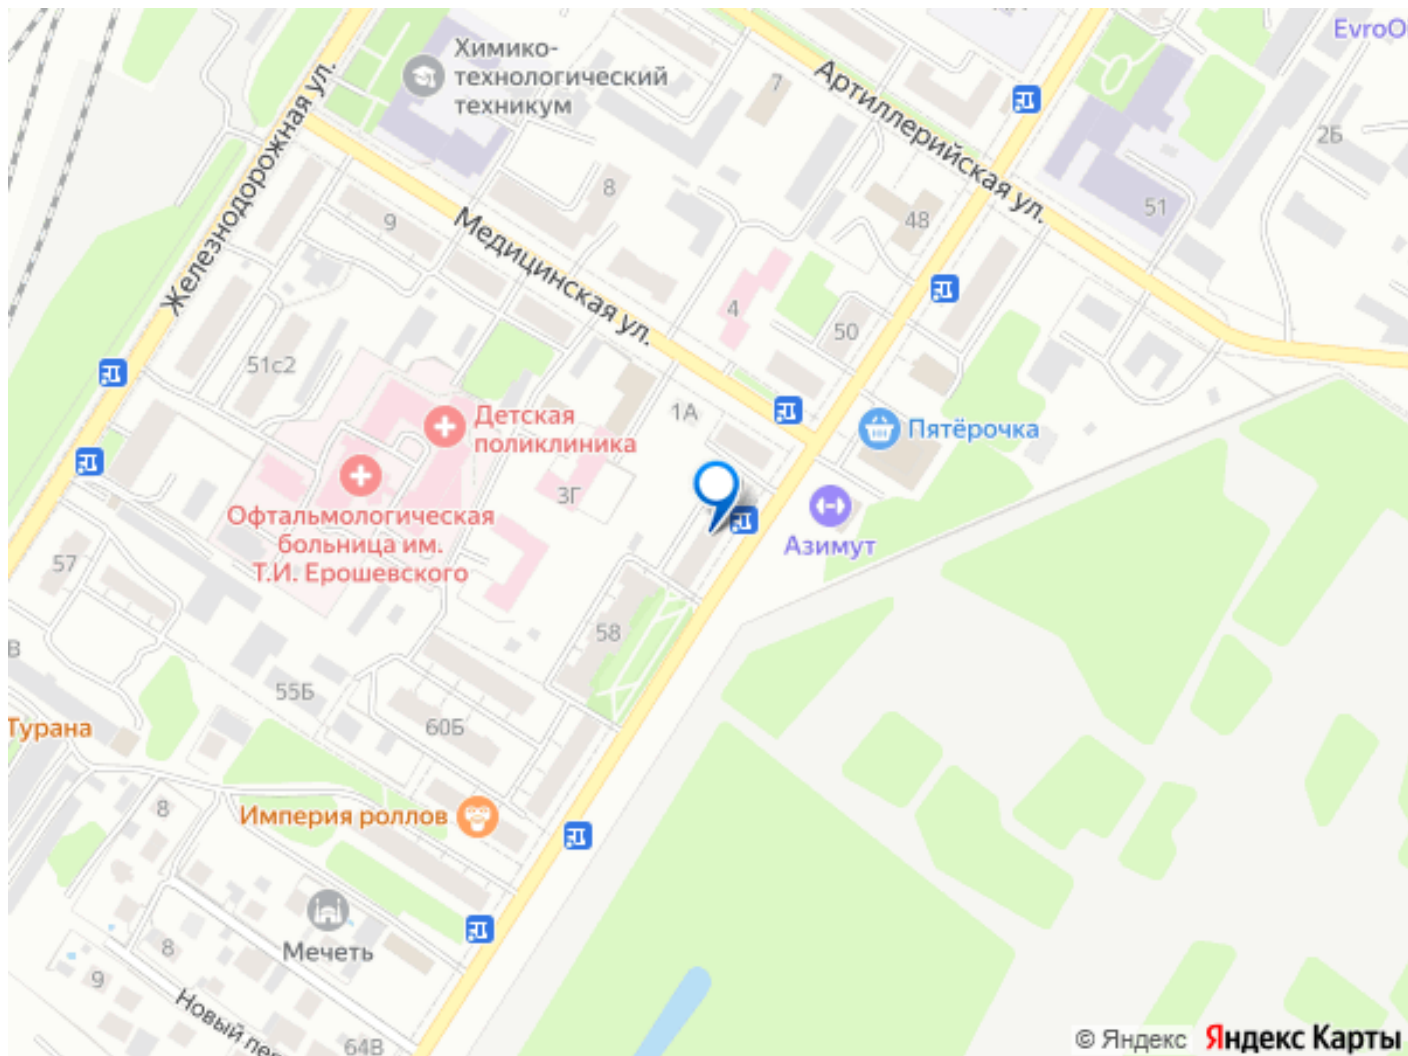 EvroO
Химико-
технологический
техникум
7
Артиллерийская ул.
2Б
Железнодорожная ул.
8
9
Медицинская ул.
48
51
4
50
51с2
1А
Детская
поликлиника
Пятёрочка
3Г
Офтальмологическая
больница им.
Т.И. Ерошевского
Азимут
57
58
В
55Б
60Б
Турана
8
Империя роллов
Мечеть
8
9
Новый пер
64В
© Яндекс Яндекс Карты